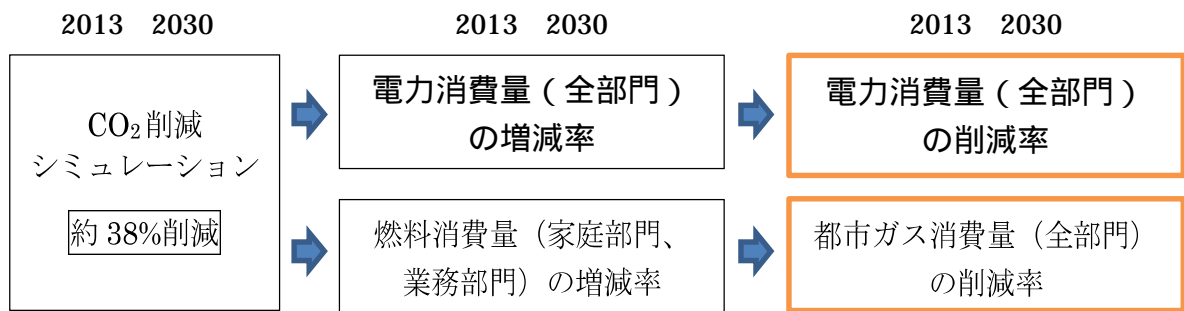 2013 2030
2013 2030
2013 2030
CO₂削減
シミュレーション
約 38%削減
電力消費量（全部門）
の増減率
電力消費量（全部門）
の削減率
燃料消費量（家庭部門、
業務部門）の増減率
都市ガス消費量（全部門）
の削減率